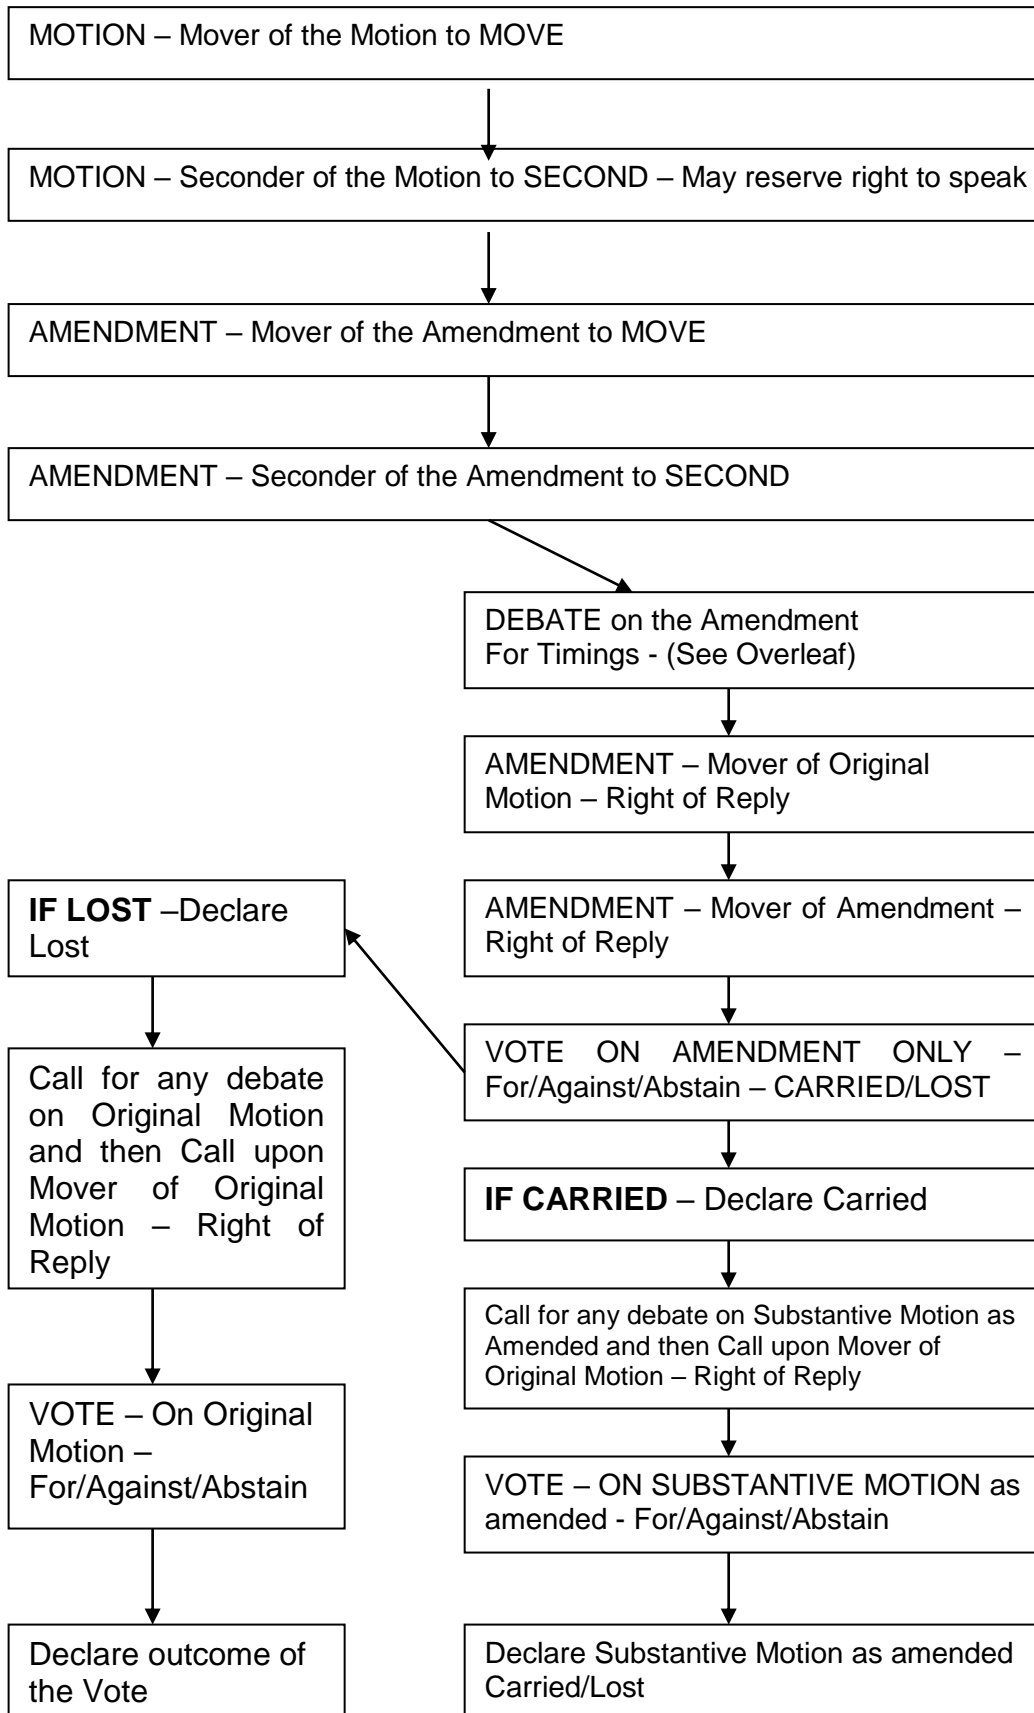 MOTION – Mover of the Motion to MOVE
MOTION – Seconder of the Motion to SECOND – May reserve right to speak
AMENDMENT – Mover of the Amendment to MOVE
AMENDMENT – Seconder of the Amendment to SECOND
DEBATE on the Amendment
For Timings - (See Overleaf)
AMENDMENT – Mover of Original
Motion – Right of Reply
AMENDMENT – Mover of Amendment –
Right of Reply
VOTE ON AMENDMENT ONLY –
For/Against/Abstain – CARRIED/LOST
IF LOST –Declare
Lost
Call for any debate
on Original Motion
and then Call upon
Mover of Original
Motion – Right of
Reply
VOTE – On Original
Motion –
For/Against/Abstain
Declare outcome of
the Vote
IF CARRIED – Declare Carried
Call for any debate on Substantive Motion as
Amended and then Call upon Mover of
Original Motion – Right of Reply
VOTE – ON SUBSTANTIVE MOTION as
amended - For/Against/Abstain
Declare Substantive Motion as amended
Carried/Lost